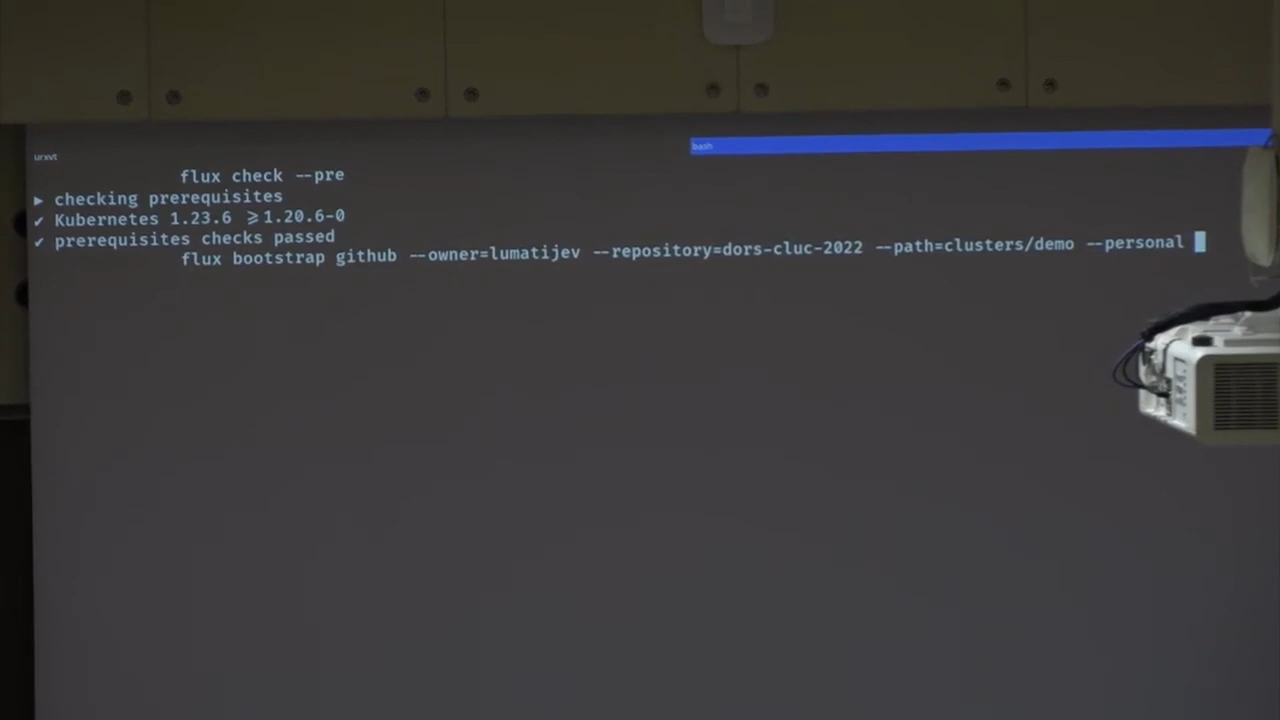 urxvt
bash
flux check --pre
► checking prerequisites
✔ Kubernetes 1.23.6 >=1.20.6-0
✔ prerequisites checks passed
flux bootstrap github --owner=lumatijev --repository=dors-cluc-2022 --path=clusters/demo --personal